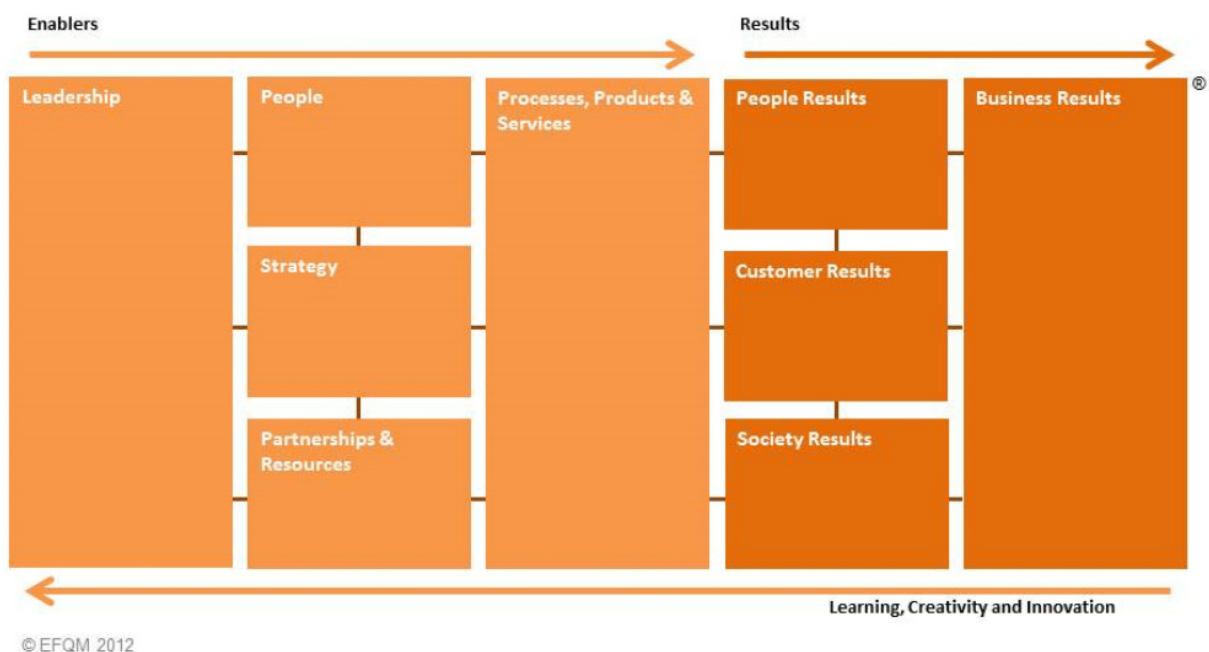 Enablers
Results
Leadership
People
Processes, Products &
Services
People Results
Business Results
®
Strategy
Customer Results
Partnerships &
Resources
Society Results
Learning, Creativity and Innovation
© EFQM 2012